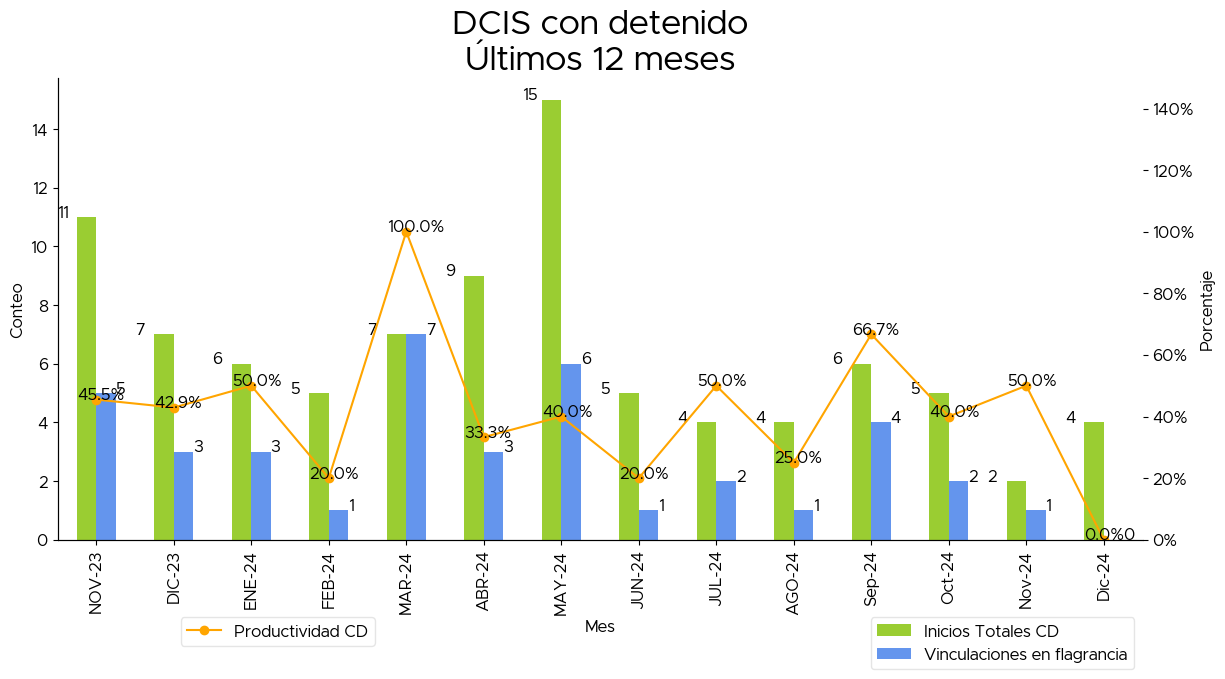 DCIS con detenido
Últimos 12 meses
Conteo
14
12
10
8
6
4
2
0
140%
120%
100%
80%
60%
40%
20%
0%
Porcentaje
11
7
6
5
7
9
15
5
4
4
6
5
2
4
5
3
3
1
7
3
6
1
2
1
4
2
1
0
45.5%
42.9%
50.0%
20.0%
100.0%
33.3%
40.0%
20.0%
50.0%
25.0%
66.7%
40.0%
50.0%
0.0%
NOV-23
DIC-23
ENE-24
FEB-24
MAR-24
ABR-24
MAY-24
JUN-24
JUL-24
AGO-24
Sep-24
Oct-24
Nov-24
Dic-24
Mes
Productividad CD
Inicios Totales CD
Vinculaciones en flagrancia